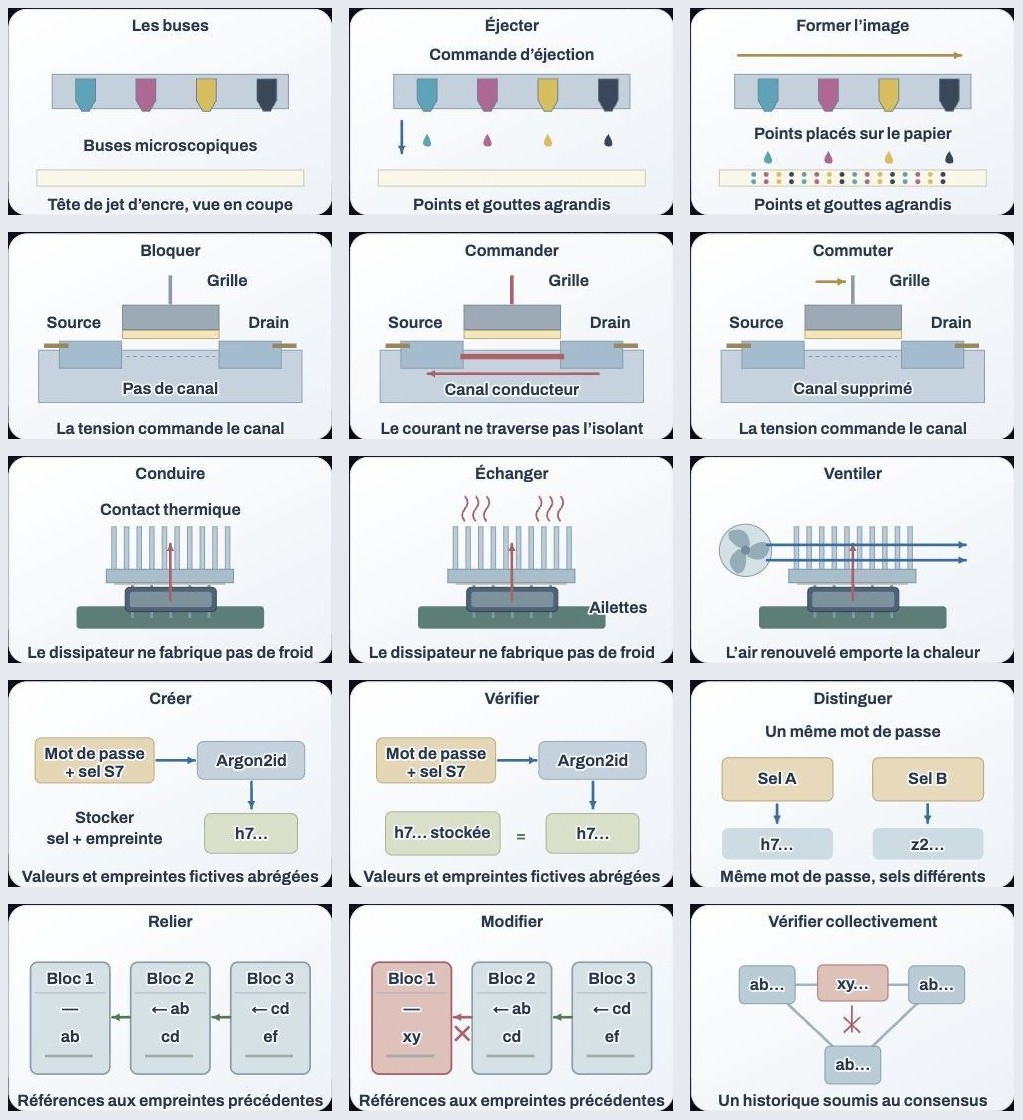 Les buses
Buses microscopiques
Tête de jet d’encre, vue en coupe
Éjecter
Commande d’éjection
Points et gouttes agrandis
Former l’image
Points placés sur le papier
Points et gouttes agrandis
Bloquer
Grille
Source
Drain
Pas de canal
La tension commande le canal
Commander
Grille
Source
Drain
Canal conducteur
Le courant ne traverse pas l’isolant
Commuter
Grille
Source
Drain
Canal supprimé
La tension commande le canal
Conduire
Contact thermique
Le dissipateur ne fabrique pas de froid
Échanger
Ailettes
Le dissipateur ne fabrique pas de froid
Ventiler
L’air renouvelé emporte la chaleur
Créer
Mot de passe
+ sel S7
Argon2id
Stocker
sel + empreinte
h7…
Valeurs et empreintes fictives abrégées
Vérifier
Mot de passe
+ sel S7
Argon2id
h7… stockée
=
h7…
Valeurs et empreintes fictives abrégées
Distinguer
Un même mot de passe
Sel A
Sel B
h7…
z2…
Même mot de passe, sels différents
Relier
Bloc 1
Bloc 2
Bloc 3
—
← ab
← cd
ab
cd
ef
Références aux empreintes précédentes
Modifier
Bloc 1
Bloc 2
Bloc 3
—
← ab
← cd
xy
cd
ef
Références aux empreintes précédentes
Vérifier collectivement
ab…
xy…
ab…
ab…
Un historique soumis au consensus